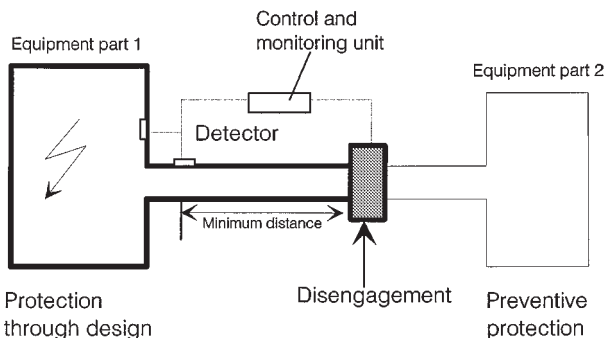 Control and
monitoring unit
Equipment part 1
Equipment part 2
Detector
Minimum distance
Disengagement
Protection
through design
Preventive
protection